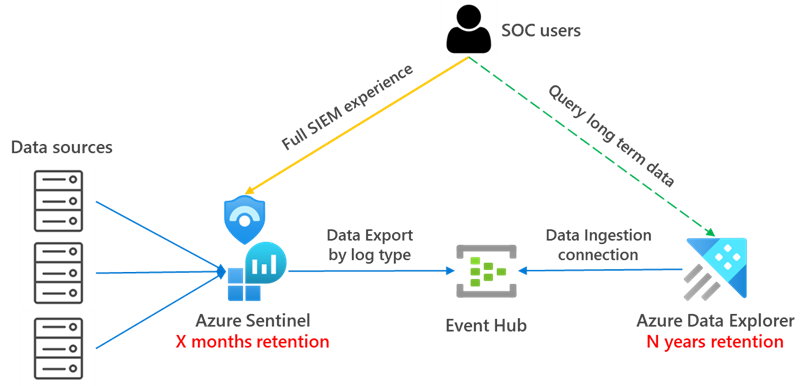 SOC users
Full SIEM experience
Query long term data
Data sources
Data Export
by log type
Data Ingestion
connection
Azure Sentinel
X months retention
Event Hub
Azure Data Explorer
N years retention